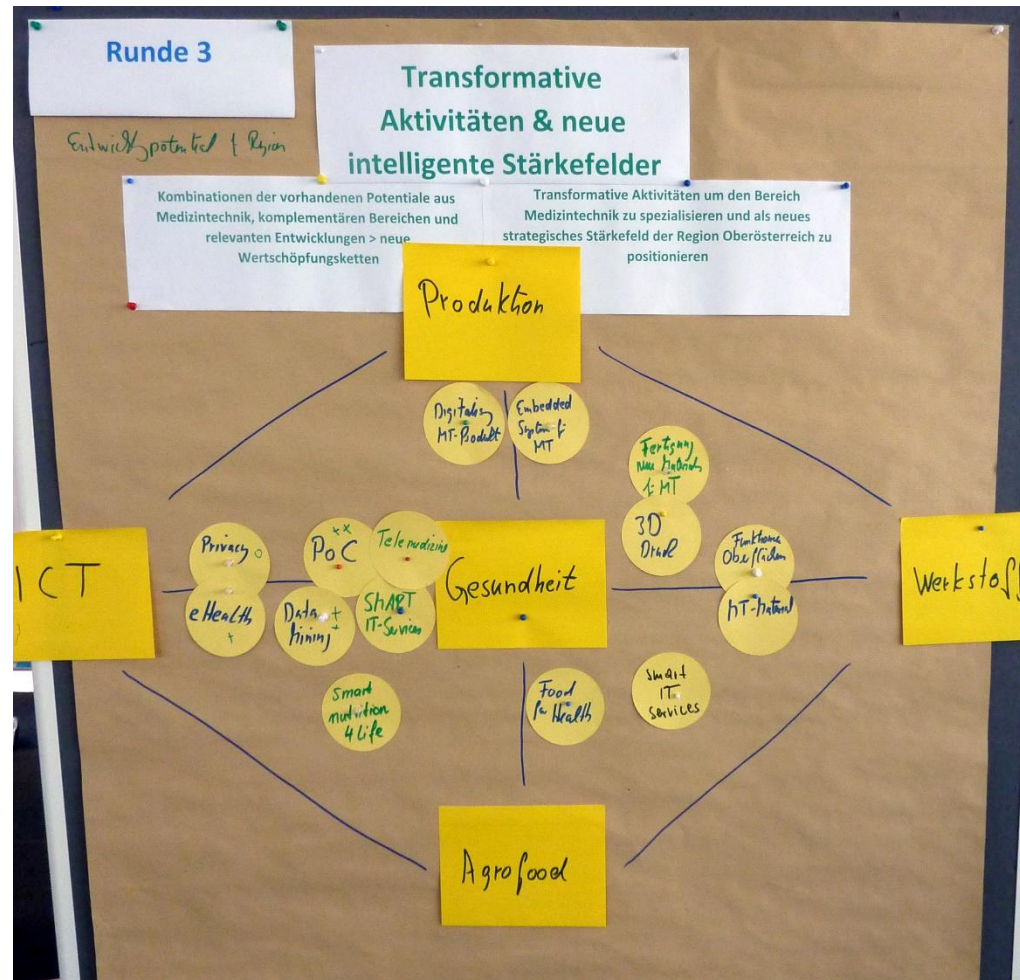 Runde 3
Transformative
Aktivitäten & neue
intelligente Stärkefelder
Entwicklgspotential f Region
Kombinationen der vorhandenen Potentiale aus
Medizintechnik, komplementären Bereichen und
relevanten Entwicklungen > neue
Wertschöpfungsketten
Transformative Aktivitäten um den Bereich
Medizintechnik zu spezialisieren und als neues
strategisches Stärkefeld der Region Oberösterreich zu
positionieren
Produktion
MT-Produkt
Embedded
System f.
MT
Fertigung
neue
f. MT
3D
Druck
Privacy
PoC
++
Telemedizin
Funktionale
Oberflächen
ICT
Gesundheit
Werkstoff
eHealth
+
Data +
Mining +
SMART
IT-Services
MT-Material
Smart
nutrition
4 Life
Food
for Health
Smart
IT
Services
Agrofood